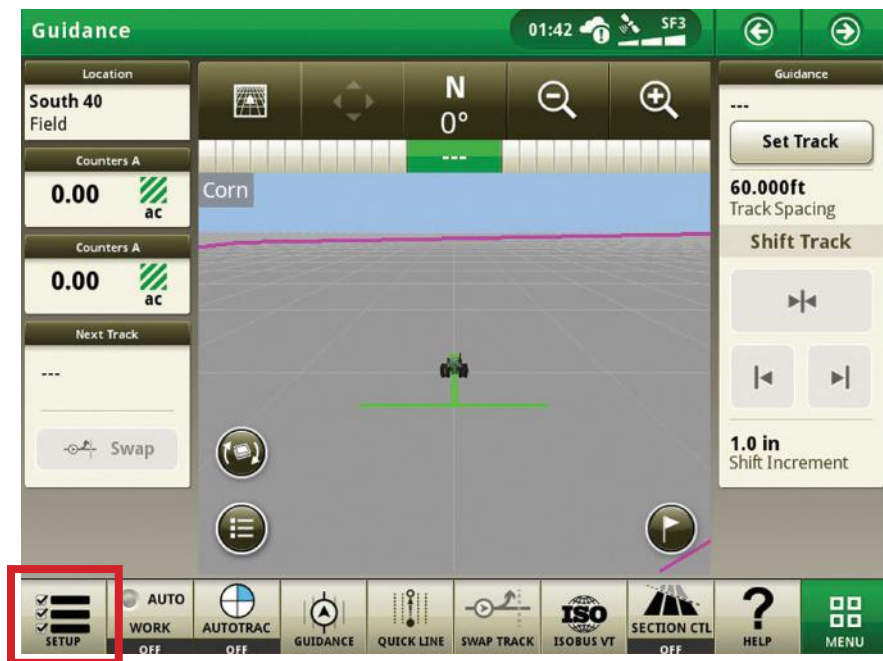 Guidance
01:42
SF3
Location
South 40
Field
Counters A
0.00
ac
Counters A
0.00
ac
Next Track
---
Swap
N
0°
---
Corn
Guidance
---
Set Track
60.000ft
Track Spacing
Shift Track
1.0 in
Shift Increment
SETUP
AUTO
WORK
OFF
AUTOTRAC
OFF
GUIDANCE
QUICK LINE
SWAP TRACK
ISO
ISOBUS VT
SECTION CTL
OFF
?
HELP
MENU